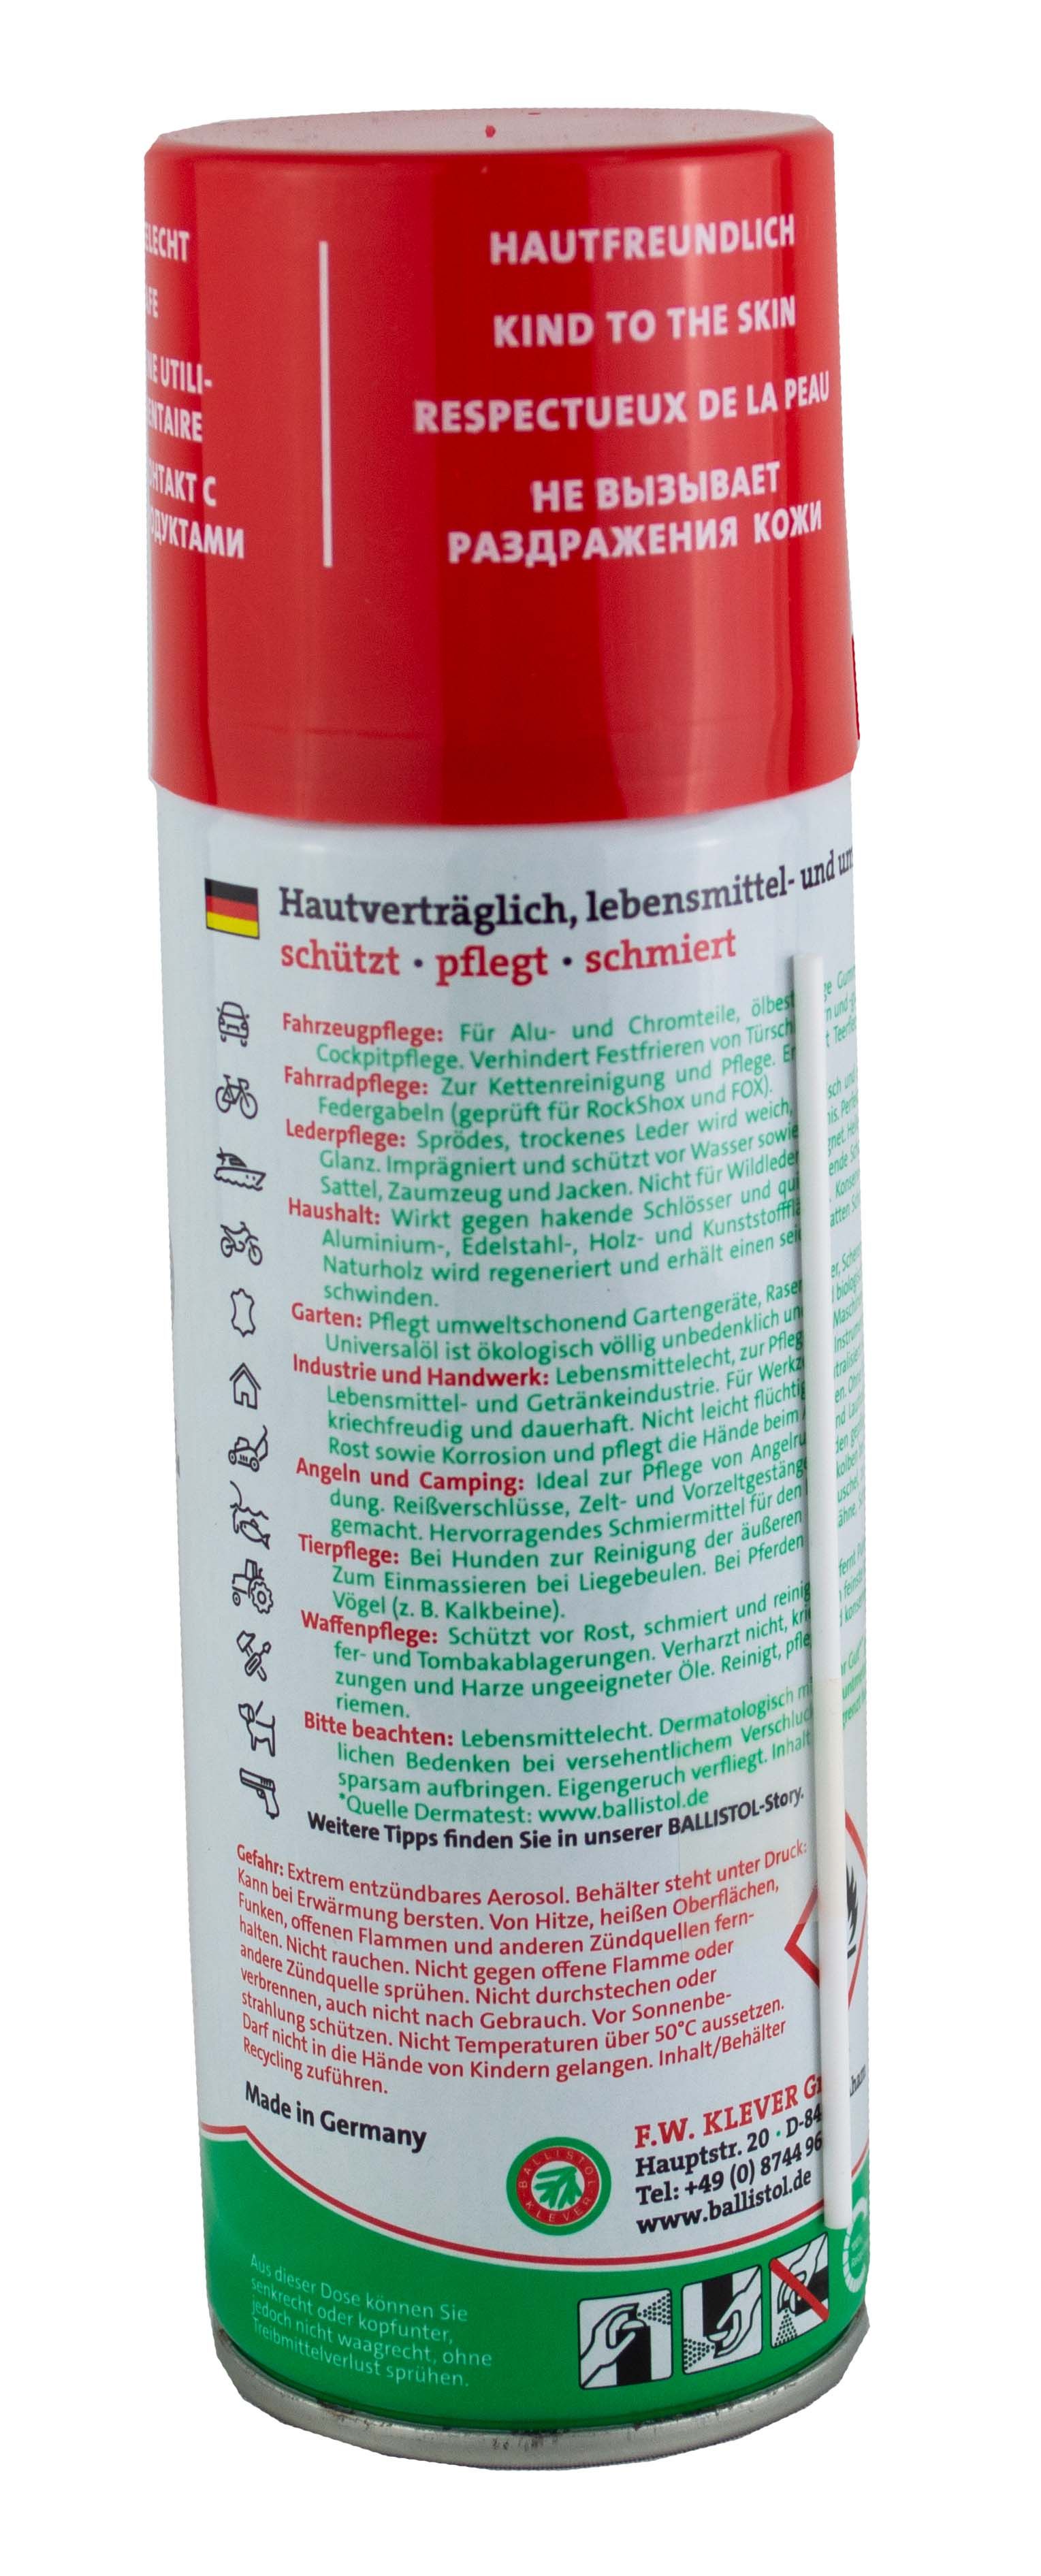 HAUTFREUNDLICH
KIND TO THE SKIN
RESPECTUEUX DE LA PEAU
НЕ ВЫЗЫВАЕТ
РАЗДРАЖЕНИЯ КОЖИ
UTILI-
С
Hautverträglich, lebensmittel- und
schützt • pflegt • schmiert
Fahrzeugpflege: Für Alu- und Chromteile,
Cockpitpflege. Verhindert Festfrieren von
Fahrradpflege: Zur Kettenreinigung und Pflege.
Federgabeln (geprüft für RockShox und FOX).
Lederpflege: Sprödes, trockenes Leder wird weich,
Glanz. Imprägniert und schützt vor Wasser sowie
Sattel, Zaumzeug und Jacken. Nicht für Wildleder
Haushalt: Wirkt gegen hakende Schlösser und
Aluminium-, Edelstahl-, Holz- und
Naturholz wird regeneriert und erhält einen
schwinden.
Garten: Pflegt umweltschonend Gartengeräte,
Universalöl ist ökologisch völlig unbedenklich
Industrie und Handwerk: Lebensmittelecht, zur
Lebensmittel- und Getränkeindustrie. Für
kriechfreudig und dauerhaft. Nicht leicht
Rost sowie Korrosion und pflegt die Hände beim
Angeln und Camping: Ideal zur Pflege von
dung. Reißverschlüsse, Zelt- und
gemacht. Hervorragendes Schmiermittel für den
Tierpflege: Bei Hunden zur Reinigung der äußeren
Zum Einmassieren bei Liegebeulen. Bei Pferden
Vögel (z. B. Kalkbeine).
Waffenpflege: Schützt vor Rost, schmiert und
fer- und Tombakablagerungen. Verharzt nicht,
zungen und Harze ungeeigneter Öle. Reinigt,
riemen.
Bitte beachten: Lebensmittelecht. Dermatologisch
lichen Bedenken bei versehentlichem
sparsam aufbringen. Eigengeruch verfliegt. Inhalt
*Quelle Dermatest: www.ballistol.de
Weitere Tipps finden Sie in unserer BALLISTOL-Story.
Gefahr: Extrem entzündbares Aerosol. Behälter steht unter Druck:
Kann bei Erwärmung bersten. Von Hitze, heißen Oberflächen,
Funken, offenen Flammen und anderen Zündquellen fern-
halten. Nicht rauchen. Nicht gegen offene Flamme oder
andere Zündquelle sprühen. Nicht durchstechen oder
verbrennen, auch nicht nach Gebrauch. Vor Sonnenbe-
strahlung schützen. Nicht Temperaturen über 50°C aussetzen.
Darf nicht in die Hände von Kindern gelangen. Inhalt/Behälter
Recycling zuführen.
Made in Germany
BALLISTOL
KLEVER
F.W. KLEVER
Hauptstr. 20 · D-84
Tel: +49 (0) 8744 96
www.ballistol.de
Aus dieser Dose können Sie
senkrecht oder kopfunter,
jedoch nicht waagrecht, ohne
Treibmittelverlust sprühen.